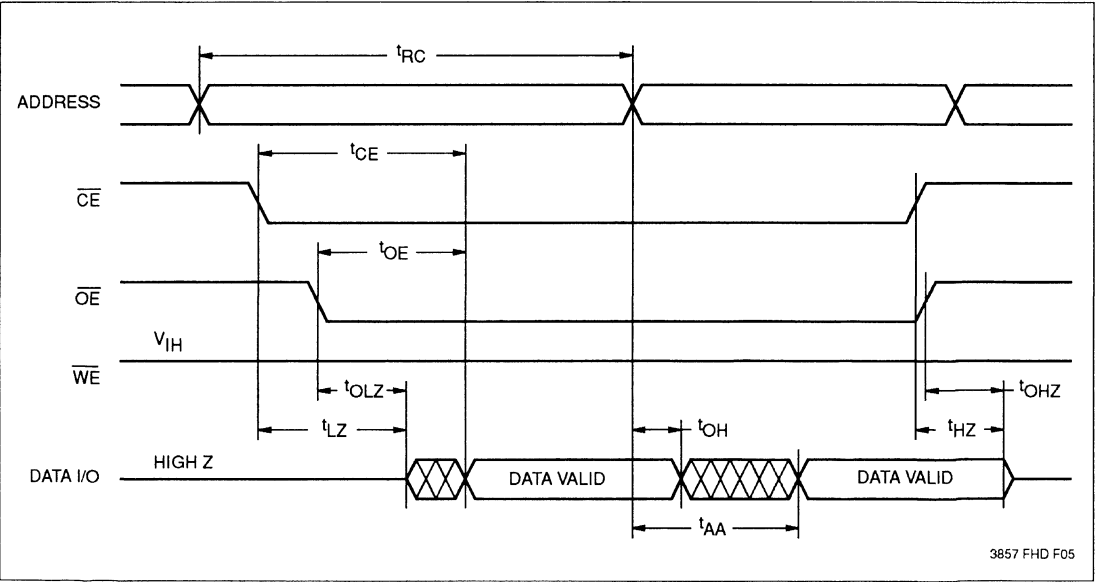 tRC
ADDRESS
tCE
CE
tOE
OE
VIH
WE
tOLZ
tOHZ
tLZ
tOH
tHZ
HIGH Z
DATA I/O
DATA VALID
DATA VALID
tAA
3857 FHD F05